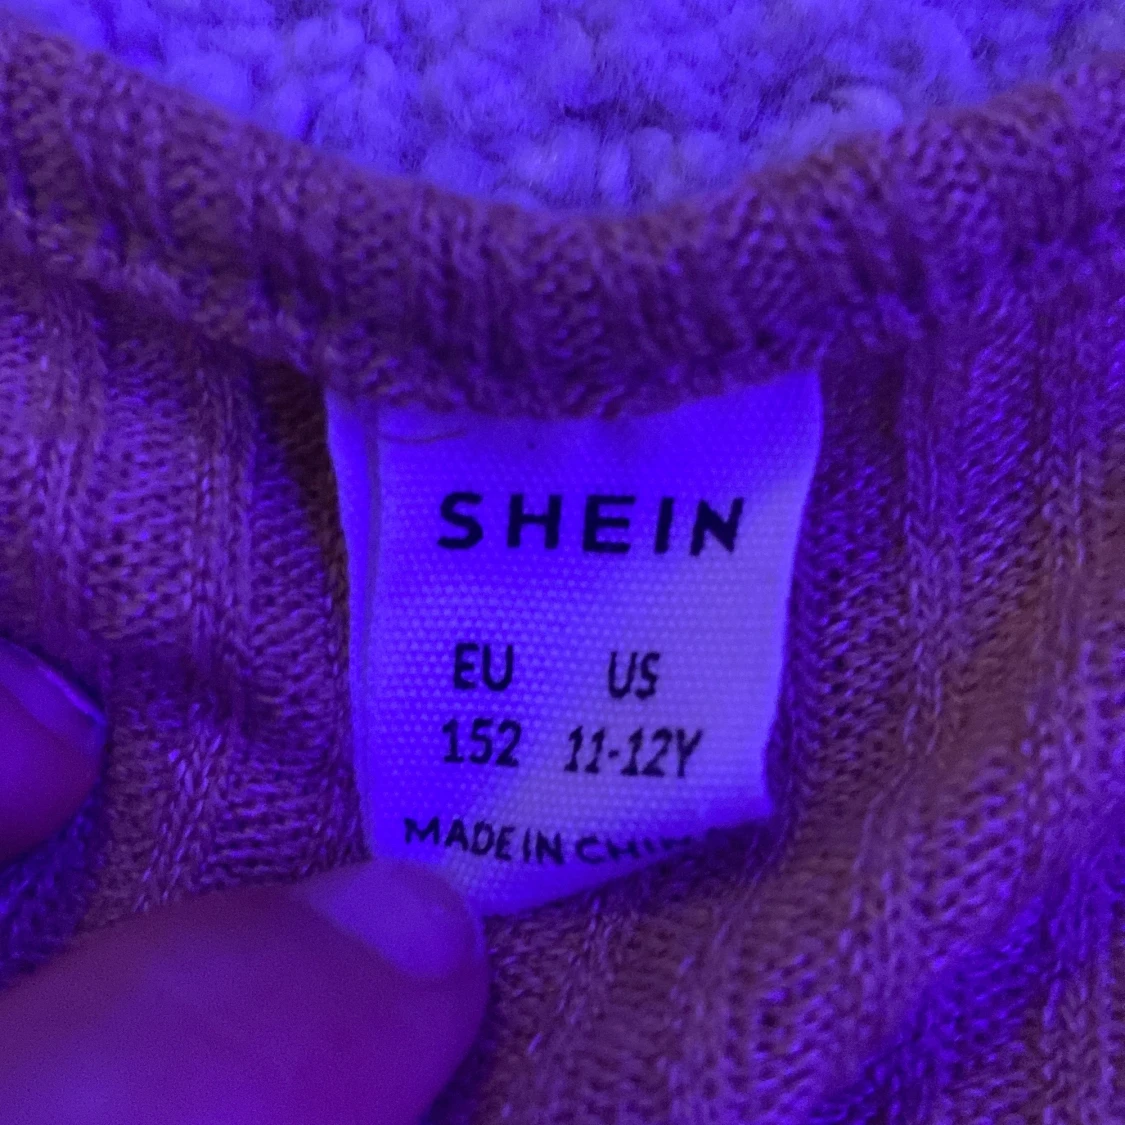 SHEIN
EU US
152 11-12Y
MADE IN